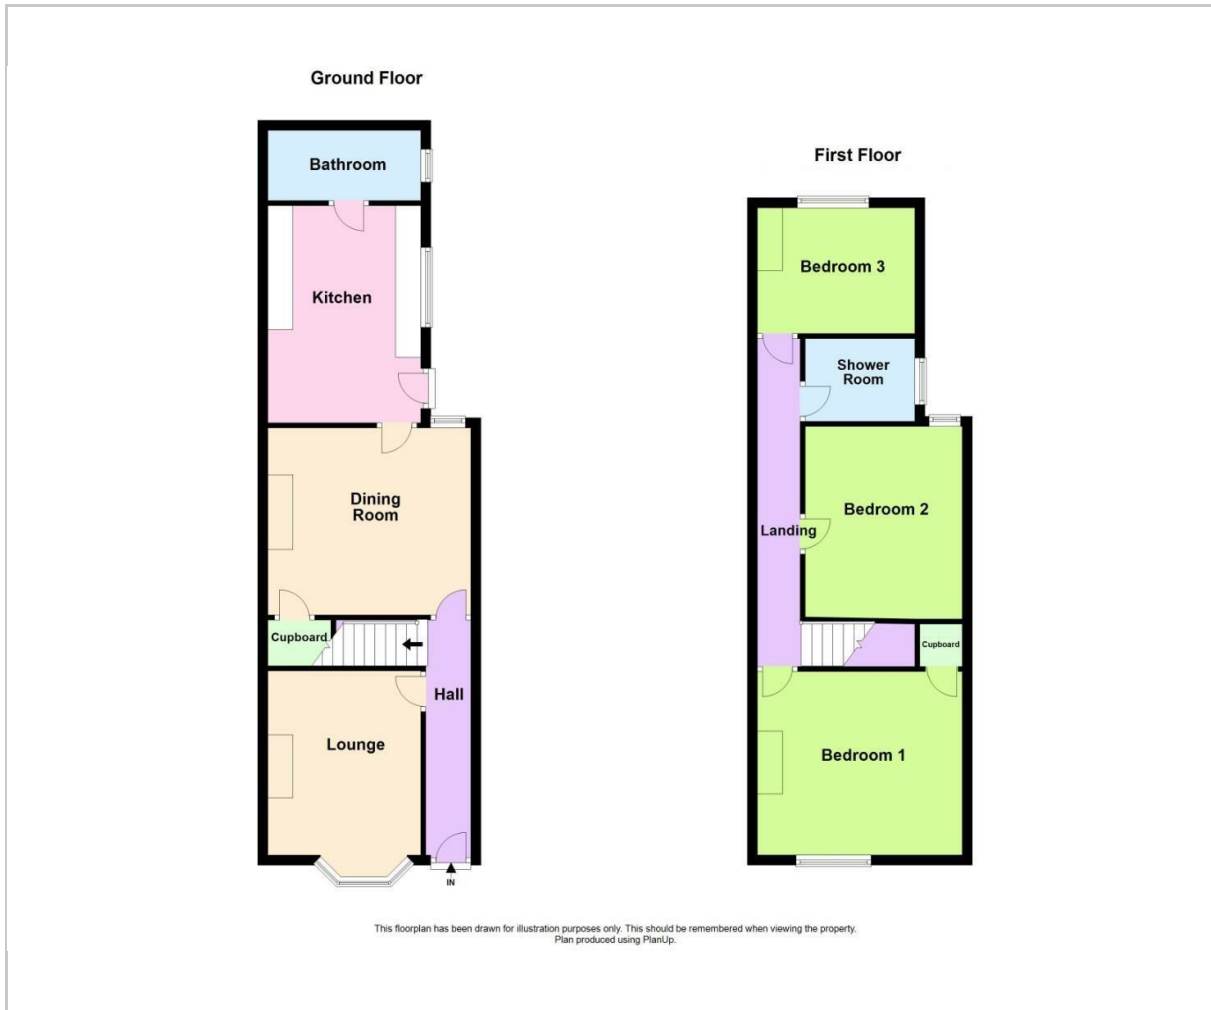 Ground Floor
Bathroom
Kitchen
Dining
Room
Cupboard
Hall
Lounge
IN
First Floor
Bedroom 3
Shower
Room
Bedroom 2
Landing
Cupboard
Bedroom 1
This floorplan has been drawn for illustration purposes only. This should be remembered when viewing the property.
Plan produced using PlanUp.